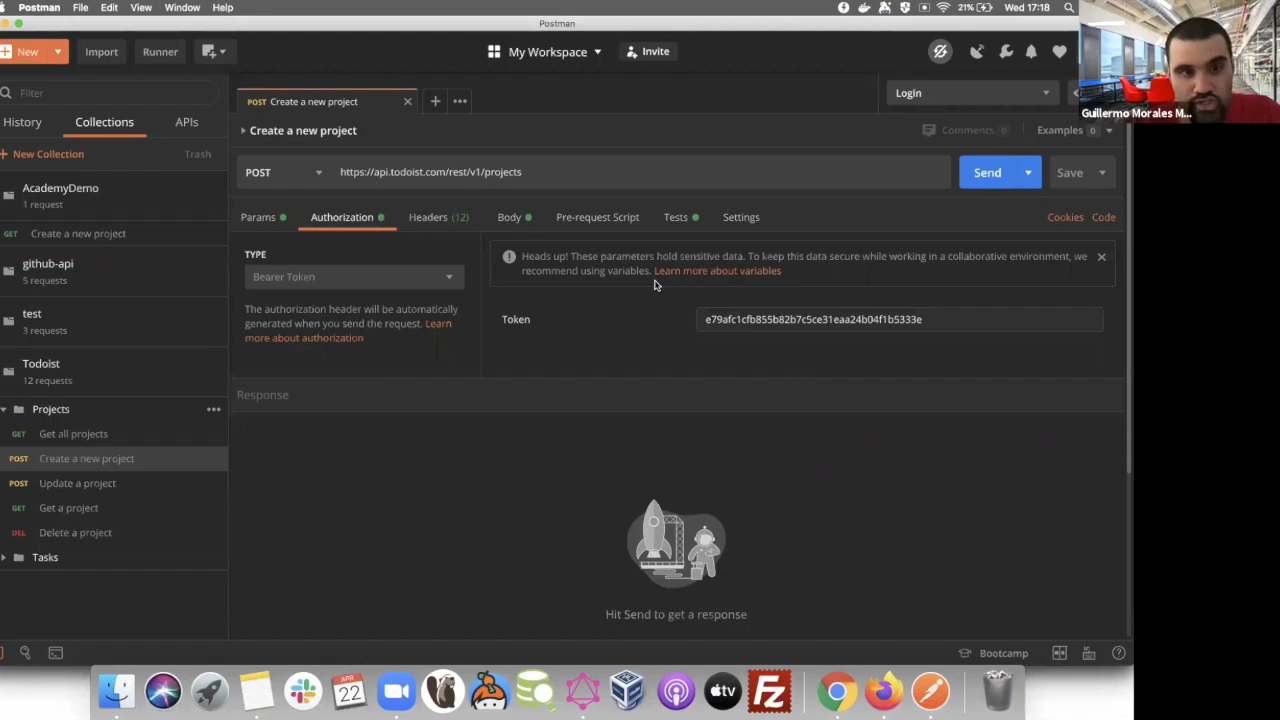 Postman File Edit View Window Help 21% Wed 17:18
Postman
New Import Runner My Workspace Invite
Filter
Login
History Collections APIs
POST Create a new project
Guillermo Morales M...
New Collection Trash
Create a new project Comments 0 Examples 0
POST https://api.todoist.com/rest/v1/projects Send Save
AcademyDemo
1 request
GET Create a new project
github-api
5 requests
test
3 requests
Todoist
12 requests
Projects
GET Get all projects
POST Create a new project
POST Update a project
GET Get a project
DEL Delete a project
Tasks
Params Authorization Headers (12) Body Pre-request Script Tests Settings Cookies Code
TYPE
Bearer Token
The authorization header will be automatically
generated when you send the request. Learn
more about authorization
Heads up! These parameters hold sensitive data. To keep this data secure while working in a collaborative environment, we
recommend using variables. Learn more about variables
Token e79afc1cfb855b82b7c5ce31eaa24b04f1b5333e
Response
Hit Send to get a response
Bootcamp
APR
22
tv
FZ